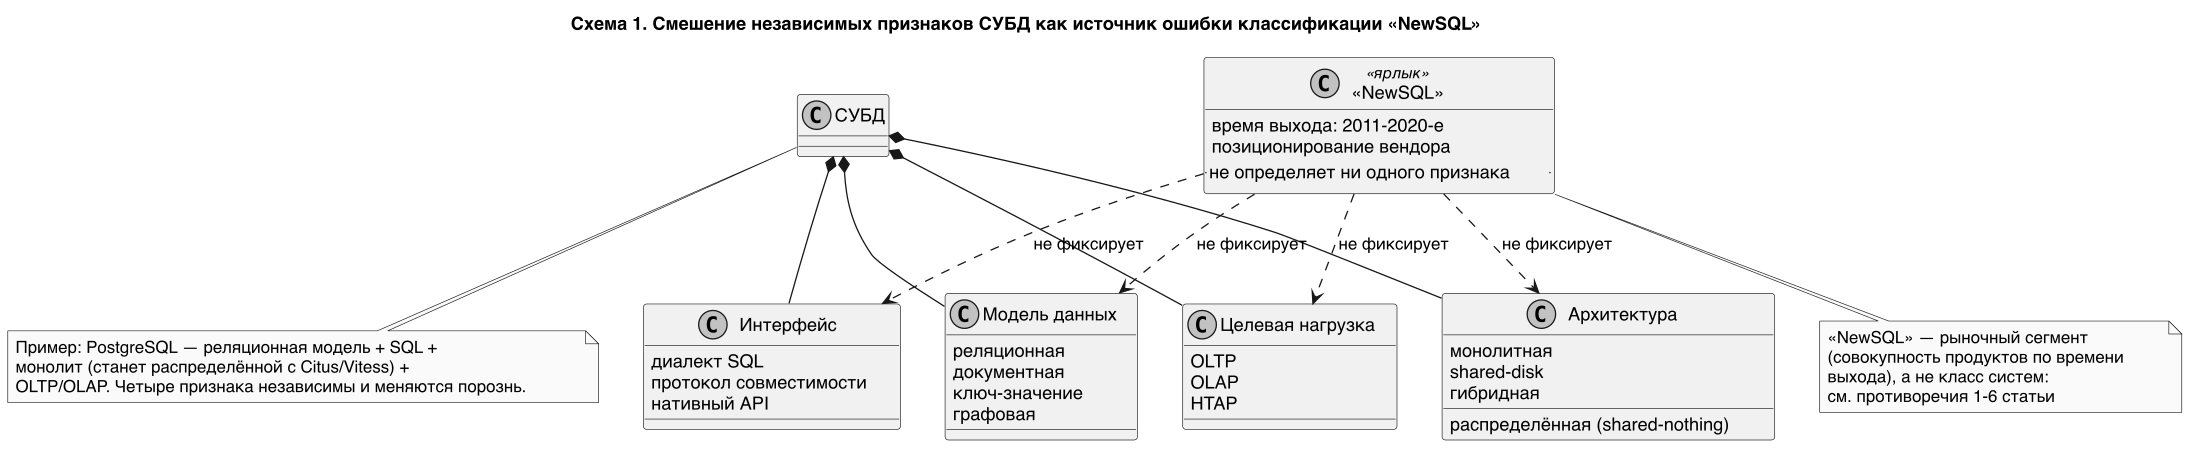 Схема 1. Смешение независимых признаков СУБД как источник ошибки классификации «NewSQL»
C СУБД
«ярлык»
C «NewSQL»
время выхода: 2011-2020-е
позиционирование вендора
не определяет ни одного признака
не фиксирует
не фиксирует
не фиксирует
не фиксирует
Пример: PostgreSQL — реляционная модель + SQL +
монолит (станет распределённой с Citus/Vitess) +
OLTP/OLAP. Четыре признака независимы и меняются порознь.
C Интерфейс
диалект SQL
протокол совместимости
нативный API
C Модель данных
реляционная
документная
ключ-значение
графовая
C Целевая нагрузка
OLTP
OLAP
HTAP
C Архитектура
монолитная
shared-disk
гибридная
распределённая (shared-nothing)
«NewSQL» — рыночный сегмент
(совокупность продуктов по времени
выхода), а не класс систем:
см. противоречия 1-6 статьи